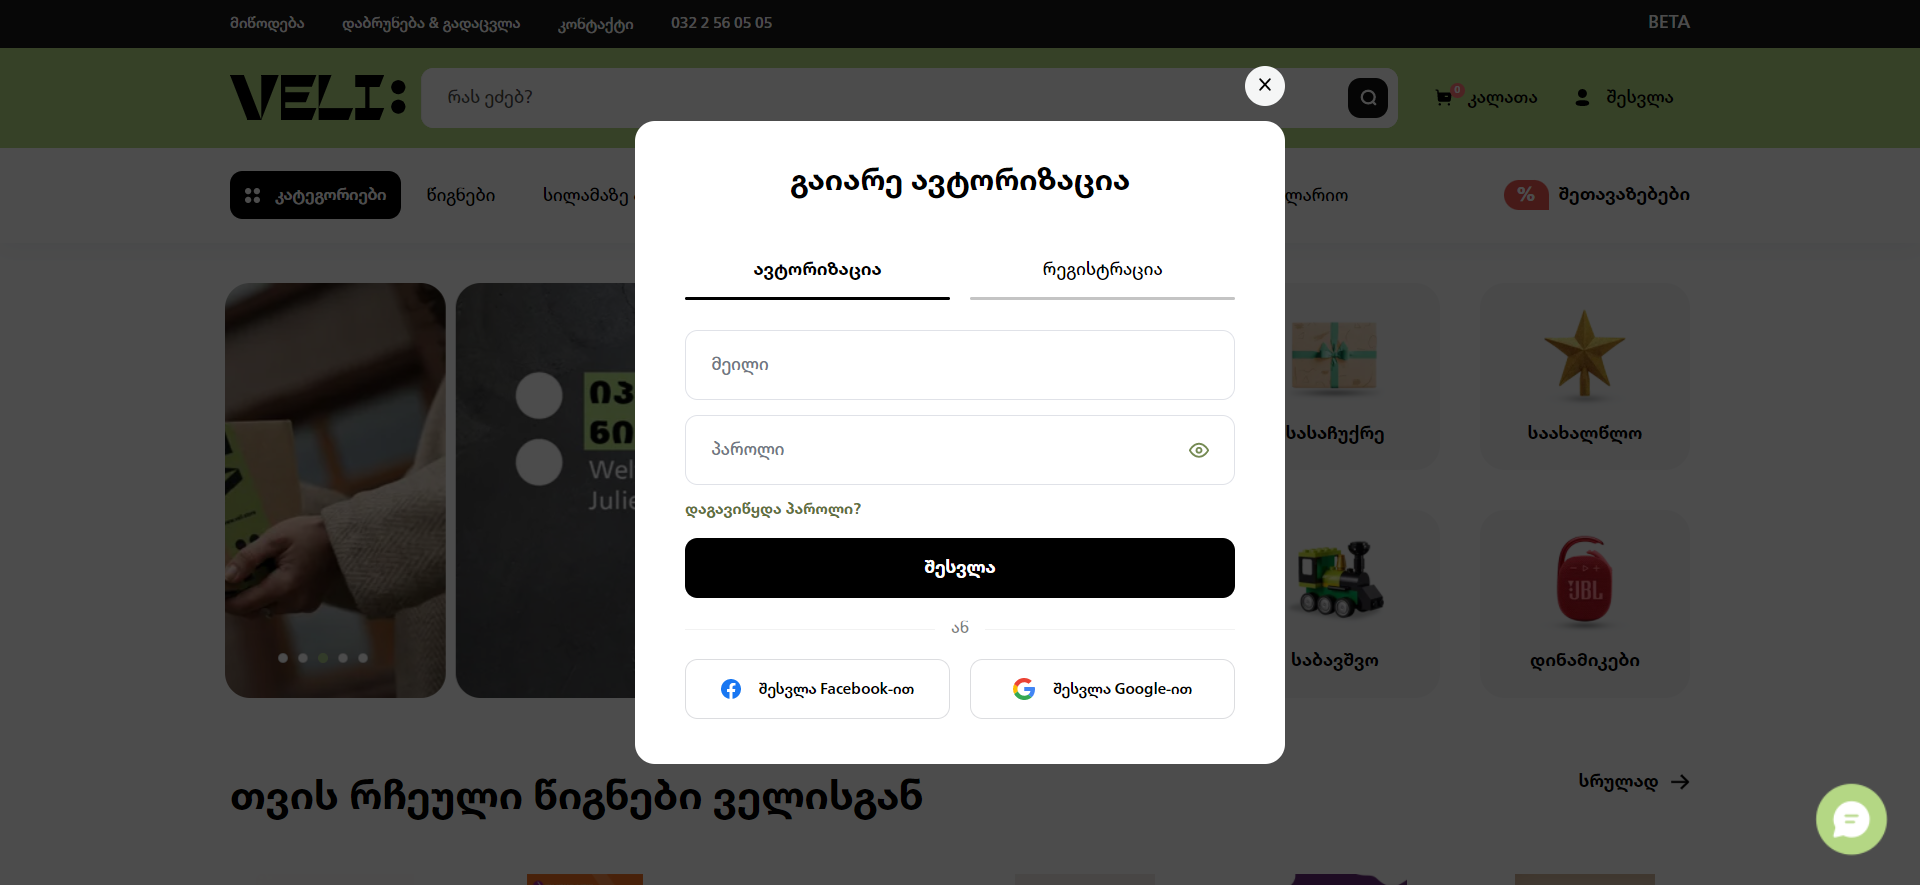 მიწოდება
დაბრუნება & გადაცვლა
კონტაქტი
032 2 56 05 05
BETA
VELI:
რას ეძებ?
0
კალათა
შესვლა
კატეგორიები
წიგნები
სილამაზე
ლარიო
%
შეთავაზებები
გაიარე ავტორიზაცია
ავტორიზაცია
რეგისტრაცია
მეილი
პაროლი
დაგავიწყდა პაროლი?
შესვლა
ან
შესვლა Facebook-ით
შესვლა Google-ით
იპ
ნი
Wel
Julie
სასაჩუქრე
საახალწლო
საბავშვო
JBL
დინამიკები
თვის რჩეული წიგნები ველისგან
სრულად